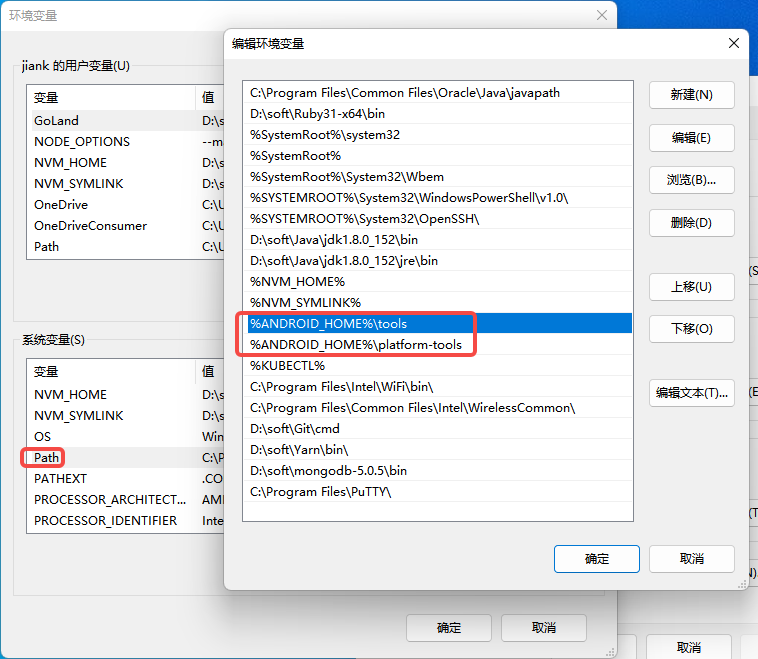 环境变量
编辑环境变量
jiank 的用户变量(U)
变量
值
GoLand
D:\s
NODE_OPTIONS
--ma
NVM_HOME
D:\s
NVM_SYMLINK
D:\s
OneDrive
C:\U
OneDriveConsumer
C:\U
Path
C:\U
系统变量(S)
变量
值
NVM_HOME
D:\s
NVM_SYMLINK
D:\s
OS
Win
Path
C:\P
PATHEXT
.CO
PROCESSOR_ARCHITECT...
AM
PROCESSOR_IDENTIFIER
Inte
确定
取消
C:\Program Files\Common Files\Oracle\Java\javapath
D:\soft\Ruby31-x64\bin
%SystemRoot%\system32
%SystemRoot%
%SystemRoot%\System32\Wbem
%SYSTEMROOT%\System32\WindowsPowerShell\v1.0\
%SYSTEMROOT%\System32\OpenSSH\
D:\soft\Java\jdk1.8.0_152\bin
D:\soft\Java\jdk1.8.0_152\jre\bin
%NVM_HOME%
%NVM_SYMLINK%
%ANDROID_HOME%\tools
%ANDROID_HOME%\platform-tools
%KUBECTL%
C:\Program Files\Intel\WiFi\bin\
C:\Program Files\Common Files\Intel\WirelessCommon\
D:\soft\Git\cmd
D:\soft\Yarn\bin\
D:\soft\mongodb-5.0.5\bin
C:\Program Files\PuTTY\
新建(N)
编辑(E)
浏览(B)...
删除(D)
上移(U)
下移(O)
编辑文本(T)...
确定
取消
取消